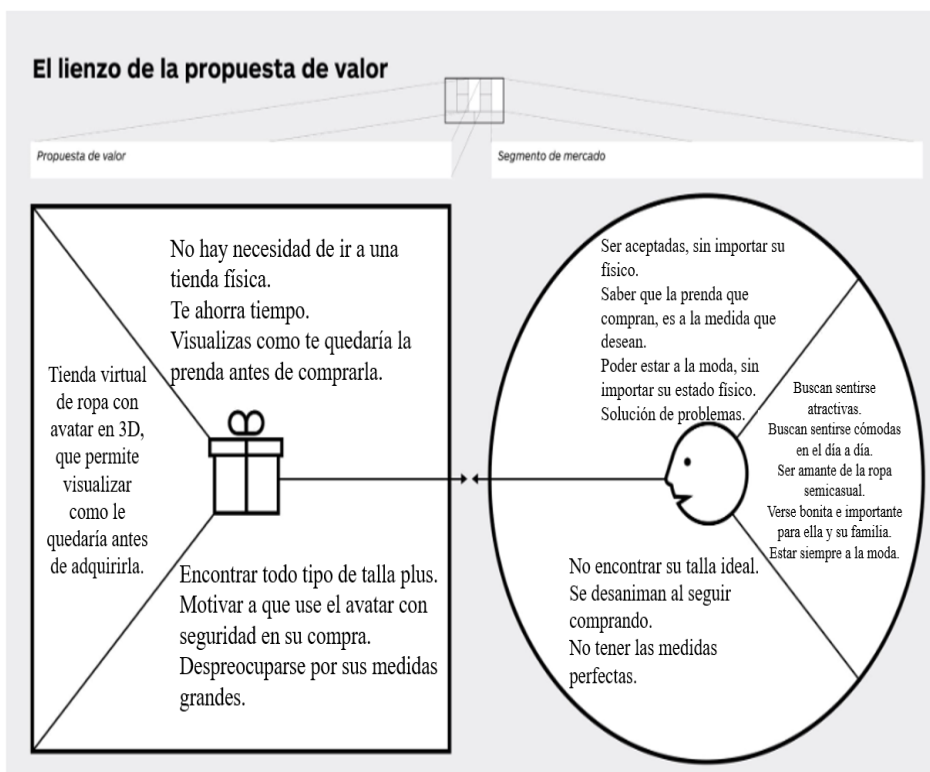 El lienzo de la propuesta de valor
Propuesta de valor
Segmento de mercado
No hay necesidad de ir a una
tienda física.
Te ahorra tiempo.
Visualizas como te quedaría la
prenda antes de comprarla.
Tienda virtual
de ropa con
avatar en 3D,
que permite
visualizar
como le
quedaría antes
de adquirirla.
Encontrar todo tipo de talla plus.
Motivar a que use el avatar con
seguridad en su compra.
Despreocuparse por sus medidas
grandes.
Ser aceptadas, sin importar su
físico.
Saber que la prenda que
compran, es a la medida que
desean.
Poder estar a la moda, sin
importar su estado físico.
Solución de problemas.
Buscan sentirse
atractivas.
Buscan sentirse cómodas
en el día a día.
Ser amante de la ropa
semicasual.
Verse bonita e importante
para ella y su familia.
Estar siempre a la moda.
No encontrar su talla ideal.
Se desaniman al seguir
comprando.
No tener las medidas
perfectas.